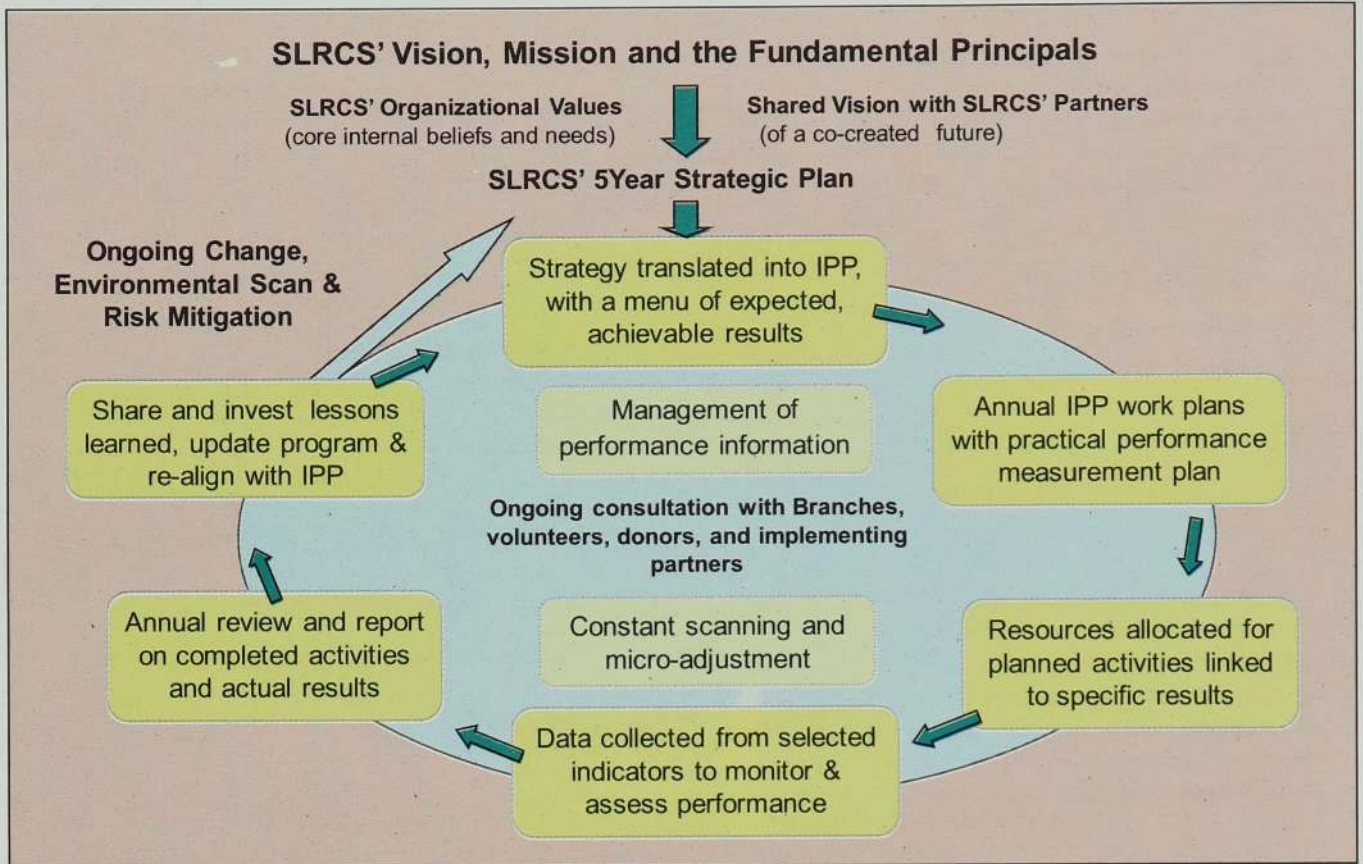 SLRCS' Vision, Mission and the Fundamental Principals
SLRCS' Organizational Values
(core internal beliefs and needs)
Shared Vision with SLRCS' Partners
(of a co-created future)
SLRCS' 5Year Strategic Plan
Ongoing Change,
Environmental Scan &
Risk Mitigation
Strategy translated into IPP,
with a menu of expected,
achievable results
Annual IPP work plans
with practical performance
measurement plan
Resources allocated for
planned activities linked
to specific results
Data collected from selected
indicators to monitor &
assess performance
Annual review and report
on completed activities
and actual results
Share and invest lessons
learned, update program &
re-align with IPP
Management of
performance information
Ongoing consultation with Branches,
volunteers, donors, and implementing
partners
Constant scanning and
micro-adjustment